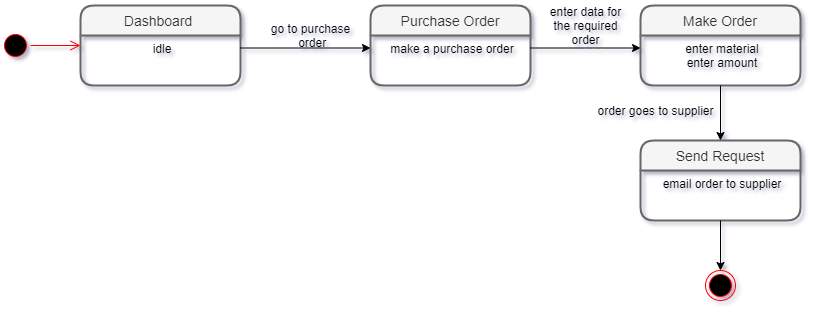 Dashboard
idle
go to purchase
order
Purchase Order
make a purchase order
enter data for
the required
order
Make Order
enter material
enter amount
order goes to supplier
Send Request
email order to supplier